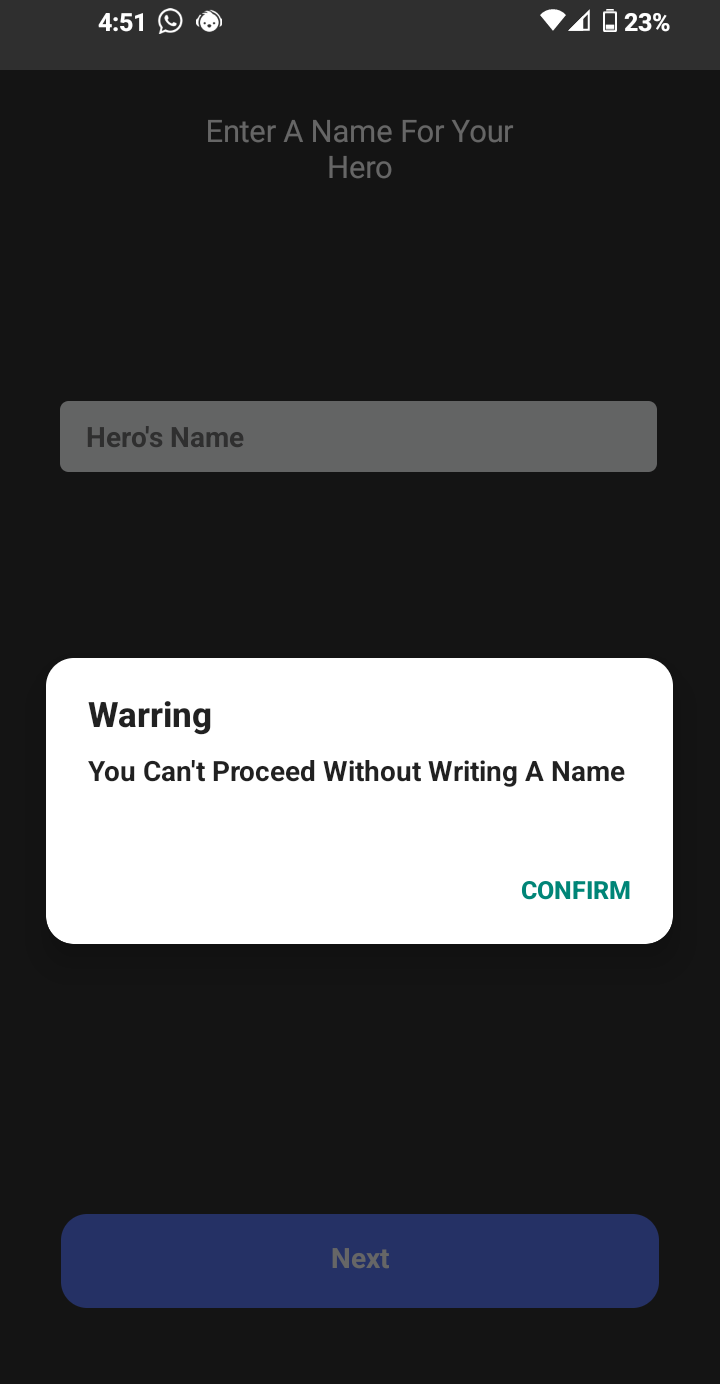 4:51 23%
Enter A Name For Your
Hero
Hero's Name
Warring
You Can't Proceed Without Writing A Name
CONFIRM
Next